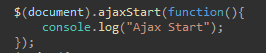 $(document).ajaxStart(function(){
    console.log("Ajax Start");
});